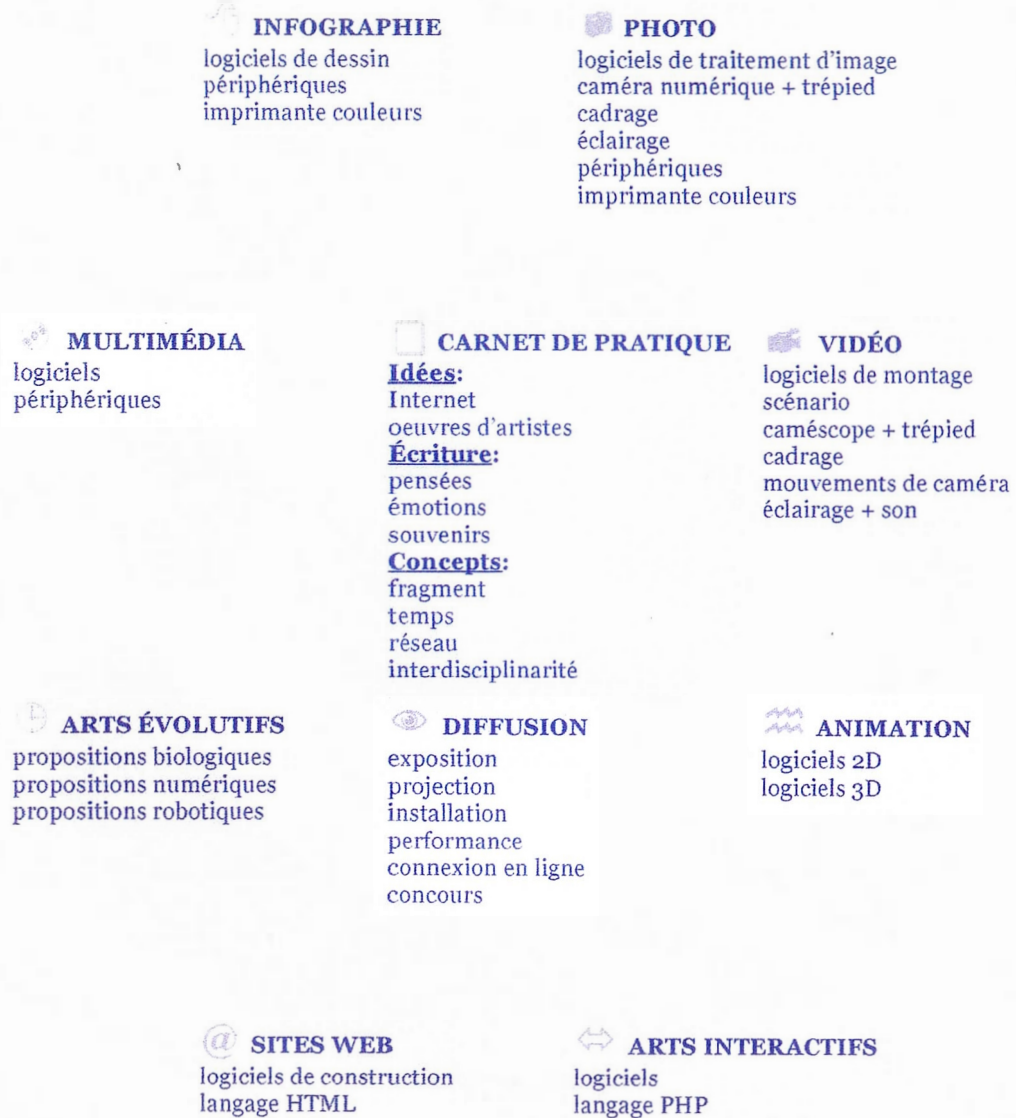 INFOGRAPHIE
logiciels de dessin
périphériques
imprimante couleurs
PHOTO
logiciels de traitement d'image
caméra numérique + trépied
cadrage
éclairage
périphériques
imprimante couleurs
MULTIMÉDIA
logiciels
périphériques
CARNET DE PRATIQUE
Idées:
Internet
oeuvres d'artistes
Écriture:
pensées
émotions
souvenirs
Concepts:
fragment
temps
réseau
interdisciplinarité
VIDÉO
logiciels de montage
scénario
caméscope + trépied
cadrage
mouvements de caméra
éclairage + son
ARTS ÉVOLUTIFS
propositions biologiques
propositions numériques
propositions robotiques
DIFFUSION
exposition
projection
installation
performance
connexion en ligne
concours
ANIMATION
logiciels 2D
logiciels 3D
@ SITES WEB
logiciels de construction
langage HTML
ARTS INTERACTIFS
logiciels
langage PHP